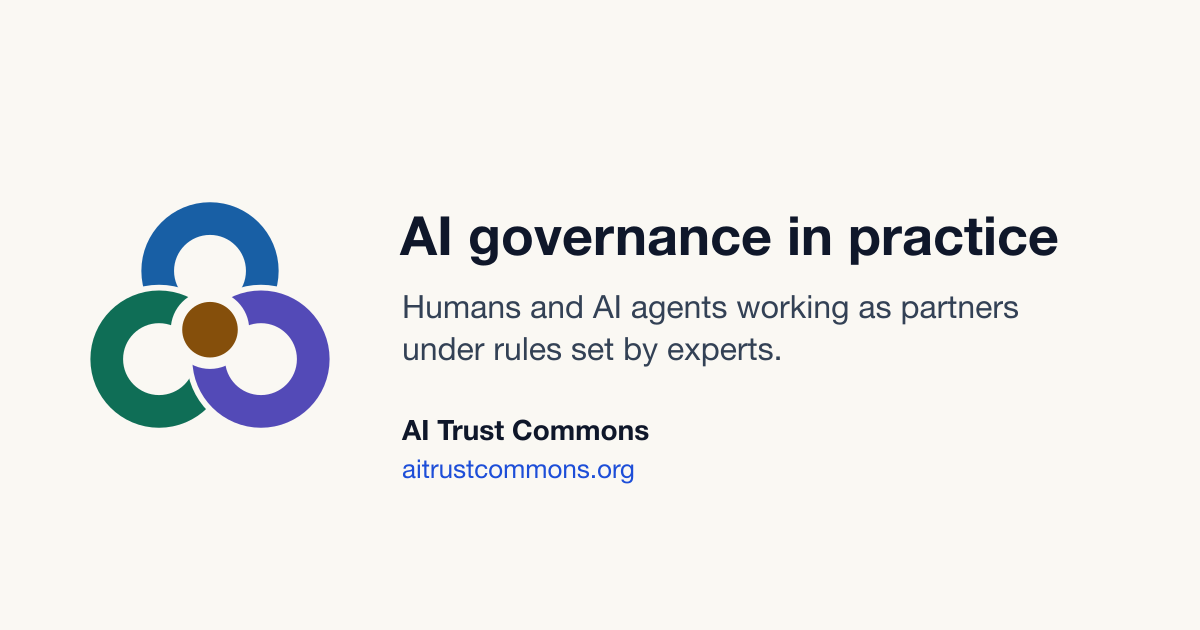 AI governance in practice
Humans and AI agents working as partners
under rules set by experts.
AI Trust Commons
aitrustcommons.org